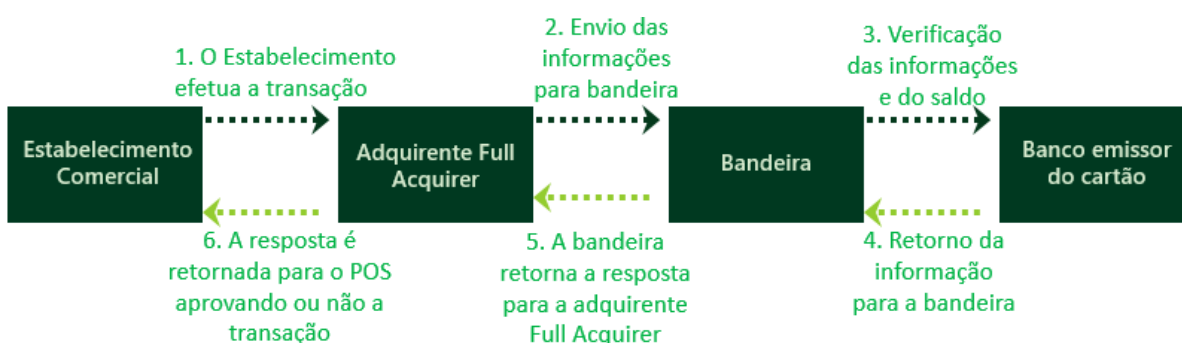 1. O Estabelecimento
efetua a transação
2. Envio das
informações
para bandeira
3. Verificação
das informações
e do saldo
Estabelecimento
Comercial
Adquirente Full
Acquirer
Bandeira
Banco emissor
do cartão
6. A resposta é
retornada para o POS
aprovando ou não a
transação
5. A bandeira
retorna a resposta
para a adquirente
Full Acquirer
4. Retorno da
informação
para a bandeira